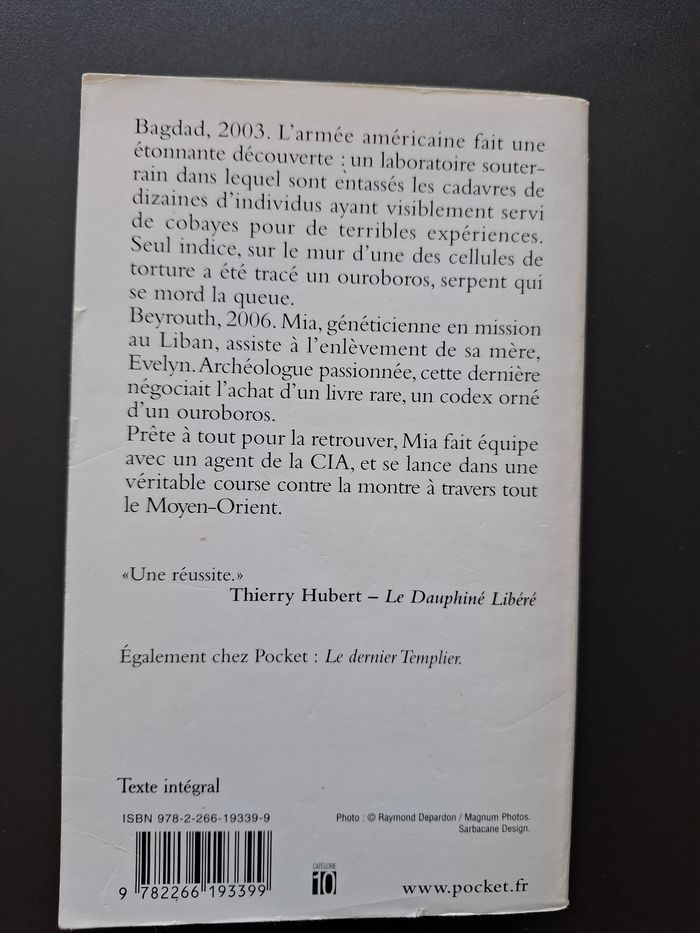 Bagdad, 2003. L'armée américaine fait une
étonnante découverte : un laboratoire souter-
rain dans lequel sont entassés les cadavres de
dizaines d'individus ayant visiblement servi
de cobayes pour de terribles expériences.
Seul indice, sur le mur d'une des cellules de
torture a été tracé un ouroboros, serpent qui
se mord la queue.
Beyrouth, 2006. Mia, généticienne en mission
au Liban, assiste à l'enlèvement de sa mère,
Evelyn. Archéologue passionnée, cette dernière
négociait l'achat d'un livre rare, un codex orné
d'un ouroboros.
Prête à tout pour la retrouver, Mia fait équipe
avec un agent de la CIA, et se lance dans une
véritable course contre la montre à travers tout
le Moyen-Orient.
«Une réussite.»
Thierry Hubert – Le Dauphiné Libéré
Également chez Pocket : Le dernier Templier.
Texte intégral
ISBN 978-2-266-19339-9
Photo : © Raymond Depardon / Magnum Photos.
Sarbacane Design.
CATÉGORIE
10
9 782266 193399
www.pocket.fr